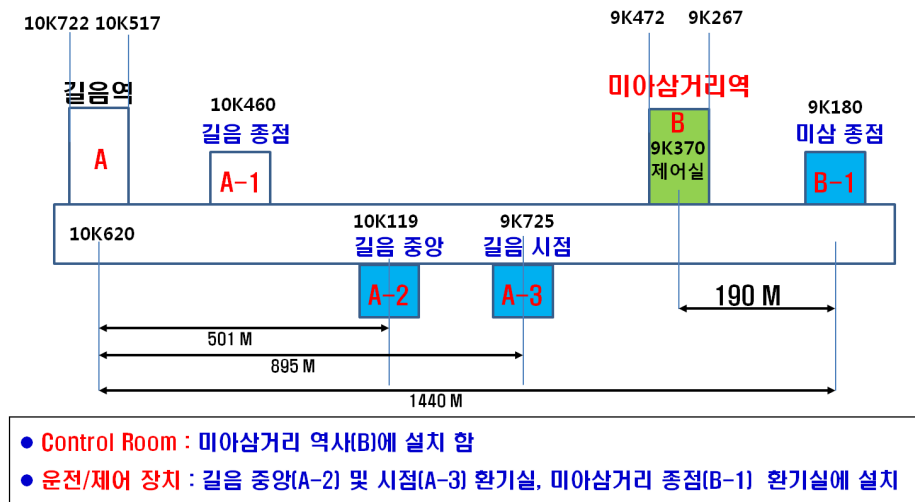 10K722 10K517 9K472 9K267
길음역 미아삼거리역
10K460 9K180
길음 종점 미삼 종점
A A-1 B B-1
9K370
제어실
10K620 10K119 9K725
길음 중앙 길음 시점
A-2 A-3
190 M
501 M
895 M
1440 M
● Control Room : 미아삼거리 역사(B)에 설치 함
● 운전/제어 장치 : 길음 중앙(A-2) 및 시점(A-3) 환기실, 미아삼거리 종점(B-1) 환기실에 설치